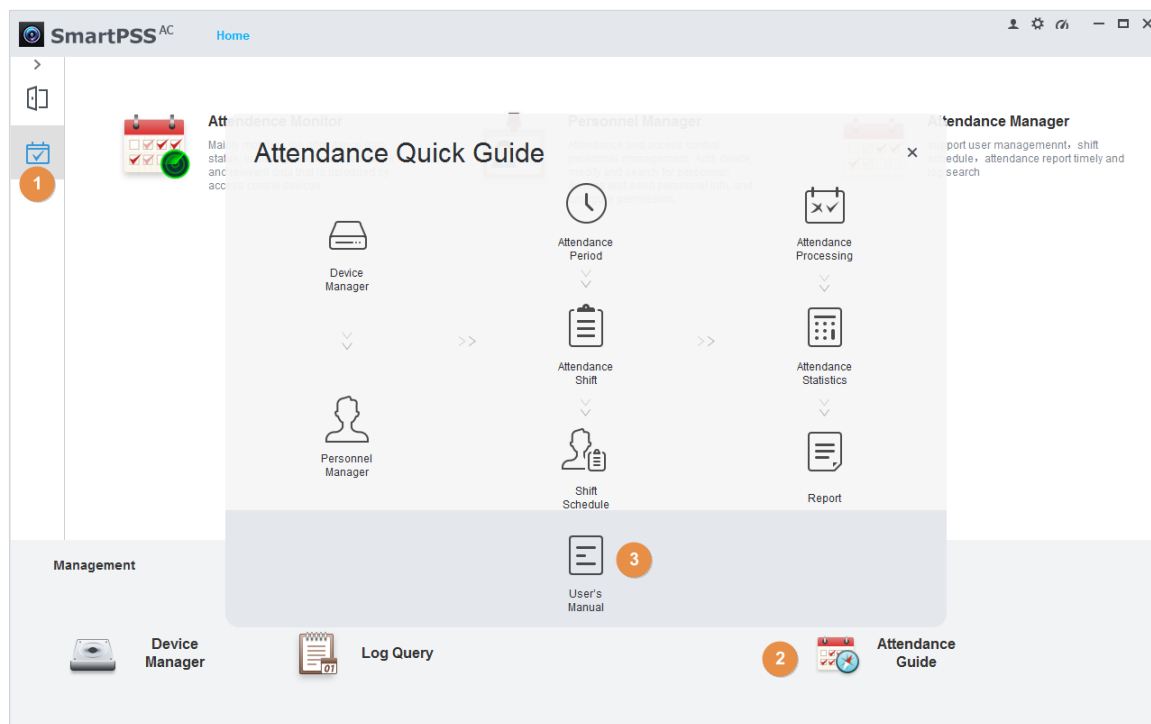 SmartPSS AC
Home
Attendence Monitor
Personnel Manager
Attendance Manager
support user managemennt, shift
schedule, attendance report timely and
search
Attendance Quick Guide
1
Device
Manager
Personnel
Manager
Attendance
Period
Attendance
Shift
Shift
Schedule
Attendance
Processing
Attendance
Statistics
Report
User's
Manual
3
Management
Device
Manager
Log Query
01
2
Attendance
Guide